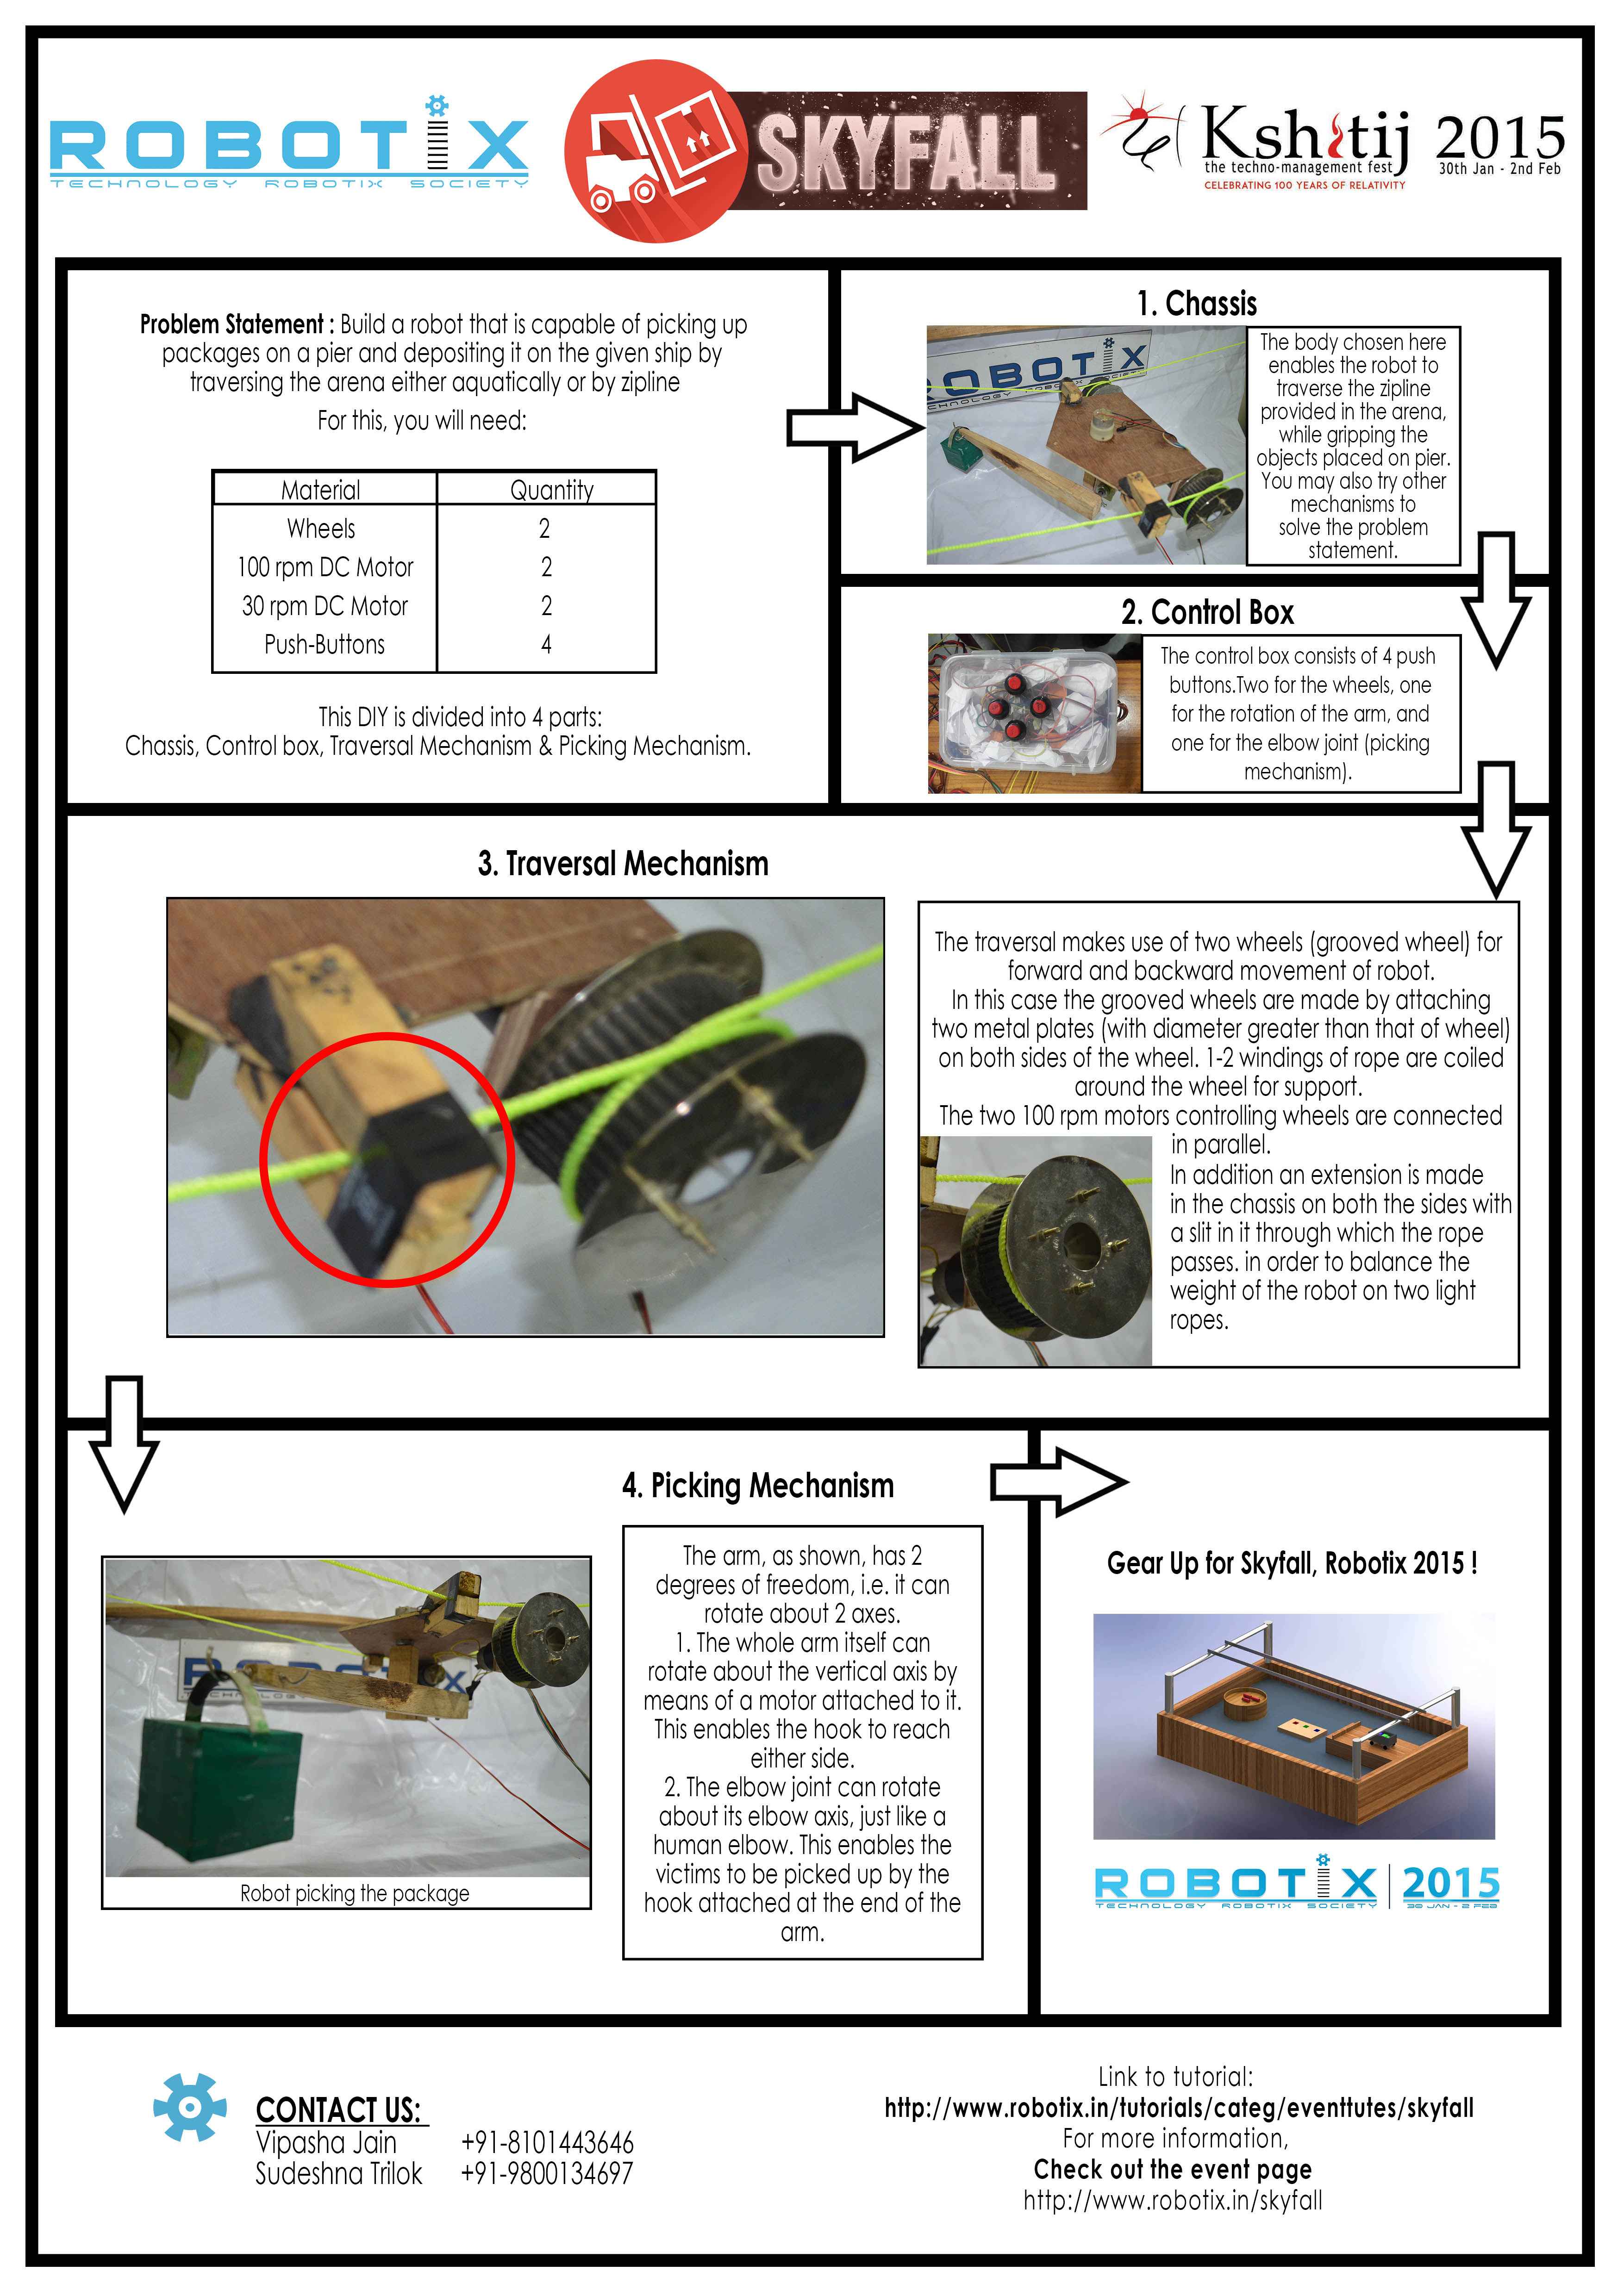 ROBOTIX
TECHNOLOGY ROBOTIX SOCIETY
SKYFALL
Kshitij 2015
the techno-management fest
30th Jan - 2nd Feb
CELEBRATING 100 YEARS OF RELATIVITY
Problem Statement : Build a robot that is capable of picking up
packages on a pier and depositing it on the given ship by
traversing the arena either aquatically or by zipline
For this, you will need:
Material Quantity
Wheels 2
100 rpm DC Motor 2
30 rpm DC Motor 2
Push-Buttons 4
This DIY is divided into 4 parts:
Chassis, Control box, Traversal Mechanism & Picking Mechanism.
1. Chassis
ROBOTIX
The body chosen here
enables the robot to
traverse the zipline
provided in the arena,
while gripping the
objects placed on pier.
You may also try other
mechanisms to
solve the problem
statement.
2. Control Box
The control box consists of 4 push
buttons.Two for the wheels, one
for the rotation of the arm, and
one for the elbow joint (picking
mechanism).
3. Traversal Mechanism
The traversal makes use of two wheels (grooved wheel) for
forward and backward movement of robot.
In this case the grooved wheels are made by attaching
two metal plates (with diameter greater than that of wheel)
on both sides of the wheel. 1-2 windings of rope are coiled
around the wheel for support.
The two 100 rpm motors controlling wheels are connected
in parallel.
In addition an extension is made
in the chassis on both the sides with
a slit in it through which the rope
passes. in order to balance the
weight of the robot on two light
ropes.
4. Picking Mechanism
Robot picking the package
The arm, as shown, has 2
degrees of freedom, i.e. it can
rotate about 2 axes.
1. The whole arm itself can
rotate about the vertical axis by
means of a motor attached to it.
This enables the hook to reach
either side.
2. The elbow joint can rotate
about its elbow axis, just like a
human elbow. This enables the
victims to be picked up by the
hook attached at the end of the
arm.
Gear Up for Skyfall, Robotix 2015 !
ROBOTIX 2015
TECHNOLOGY ROBOTIX SOCIETY 30 JAN - 2 FEB
CONTACT US:
Vipasha Jain +91-8101443646
Sudeshna Trilok +91-9800134697
Link to tutorial:
http://www.robotix.in/tutorials/categ/eventtutes/skyfall
For more information,
Check out the event page
http://www.robotix.in/skyfall